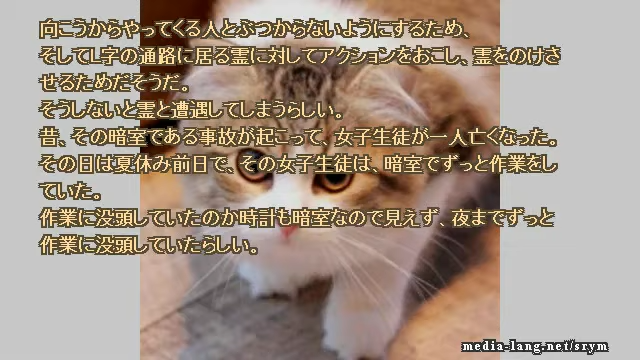 向こうからやってくる人とぶつからないようにするため、
そしてL字の通路に居る霊に対してアクションをおこし、霊をのけさ
せるためだそうだ。
そうしないと霊と遭遇してしまうらしい。
昔、その暗室である事故が起こって、女子生徒が一人亡くなった。
その日は夏休み前日で、その女子生徒は、暗室でずっと作業をし
ていた。
作業に没頭していたのか時計も暗室なので見えず、夜までずっと
作業に没頭していたらしい。
media-lang.net/srym